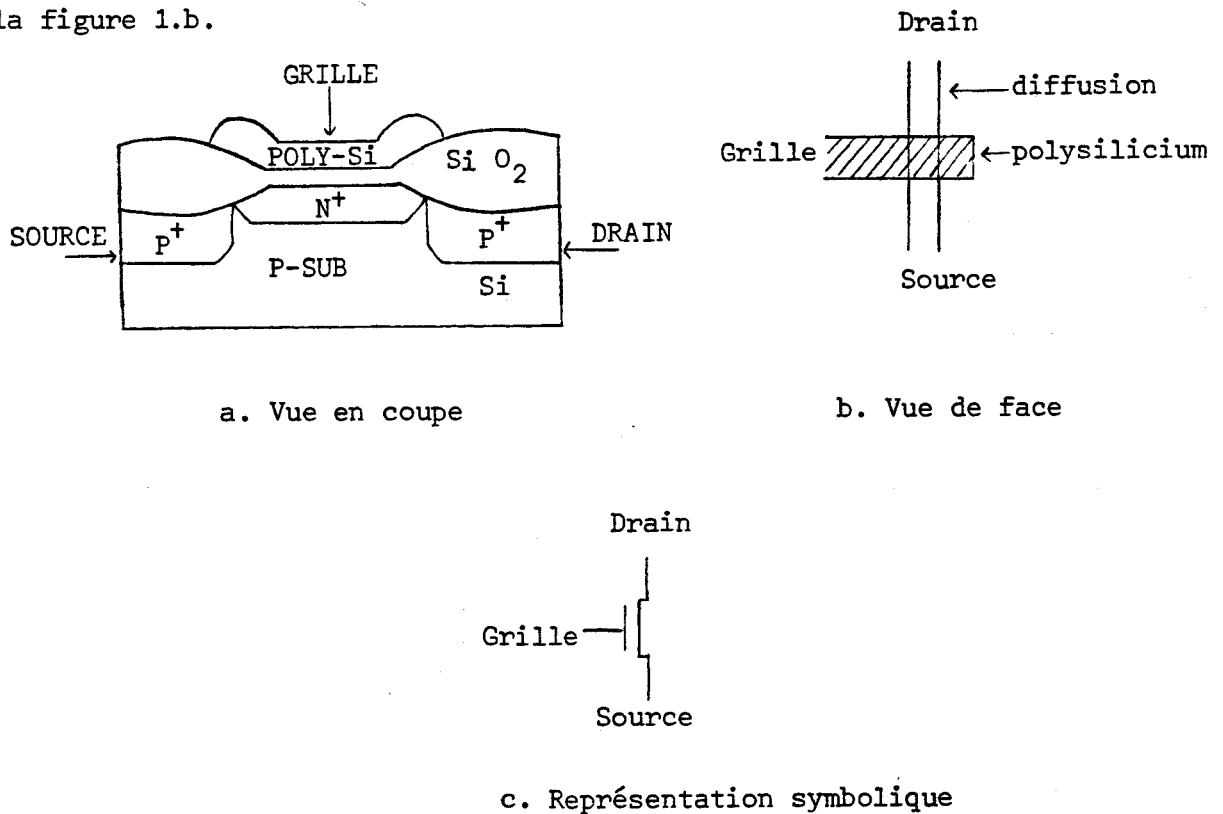 la figure 1.b.
GRILLE
POLY-Si
Si O2
N+
SOURCE
P+
P+
DRAIN
P-SUB
Si
a. Vue en coupe
Drain
diffusion
Grille
polysilicium
Source
b. Vue de face
Drain
Grille
Source
c. Représentation symbolique